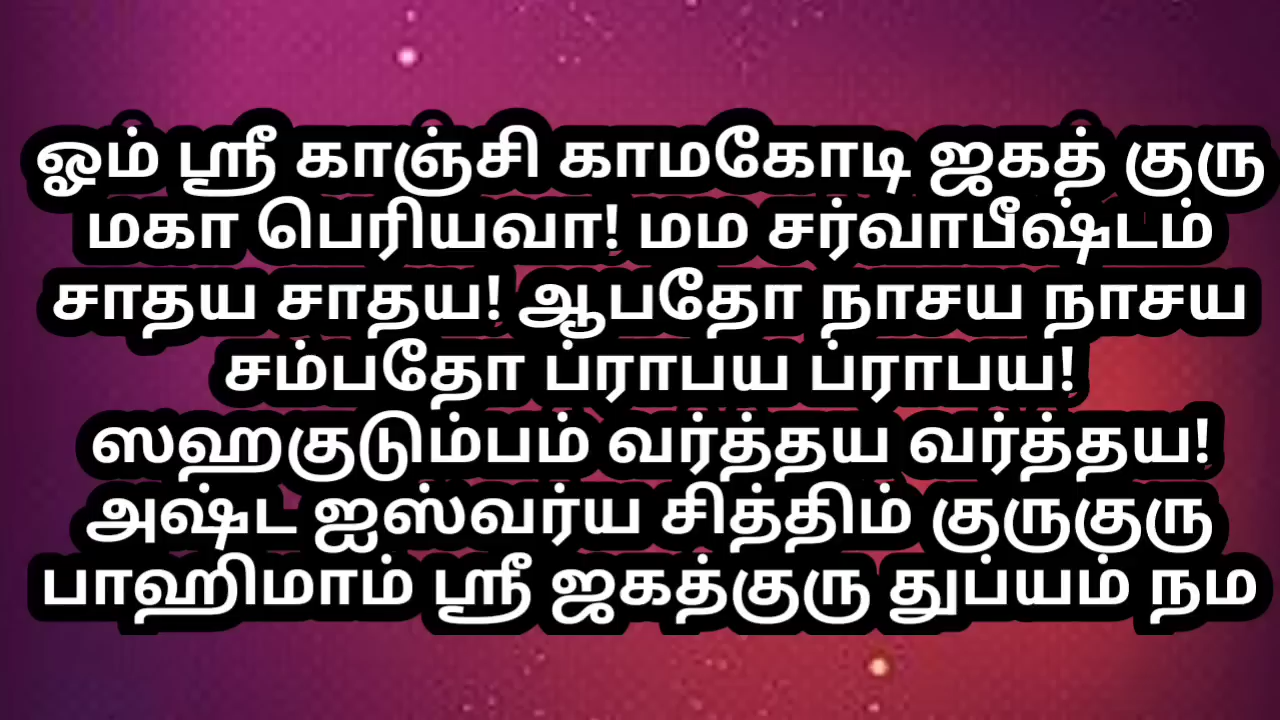 ஓம் ஸ்ரீ காஞ்சி காமகோடி ஜகத் குரு
மகா பெரியவா! மம சர்வாபீஷ்டம்
சாதய சாதய! ஆபதோ நாசய நாசய
சம்பதோ ப்ராபய ப்ராபய!
ஸஹகுடும்பம் வர்த்தய வர்த்தய!
அஷ்ட ஐஸ்வர்ய சித்திம் குருகுரு
பாஹிமாம் ஸ்ரீ ஜகத்குரு துப்யம் நம